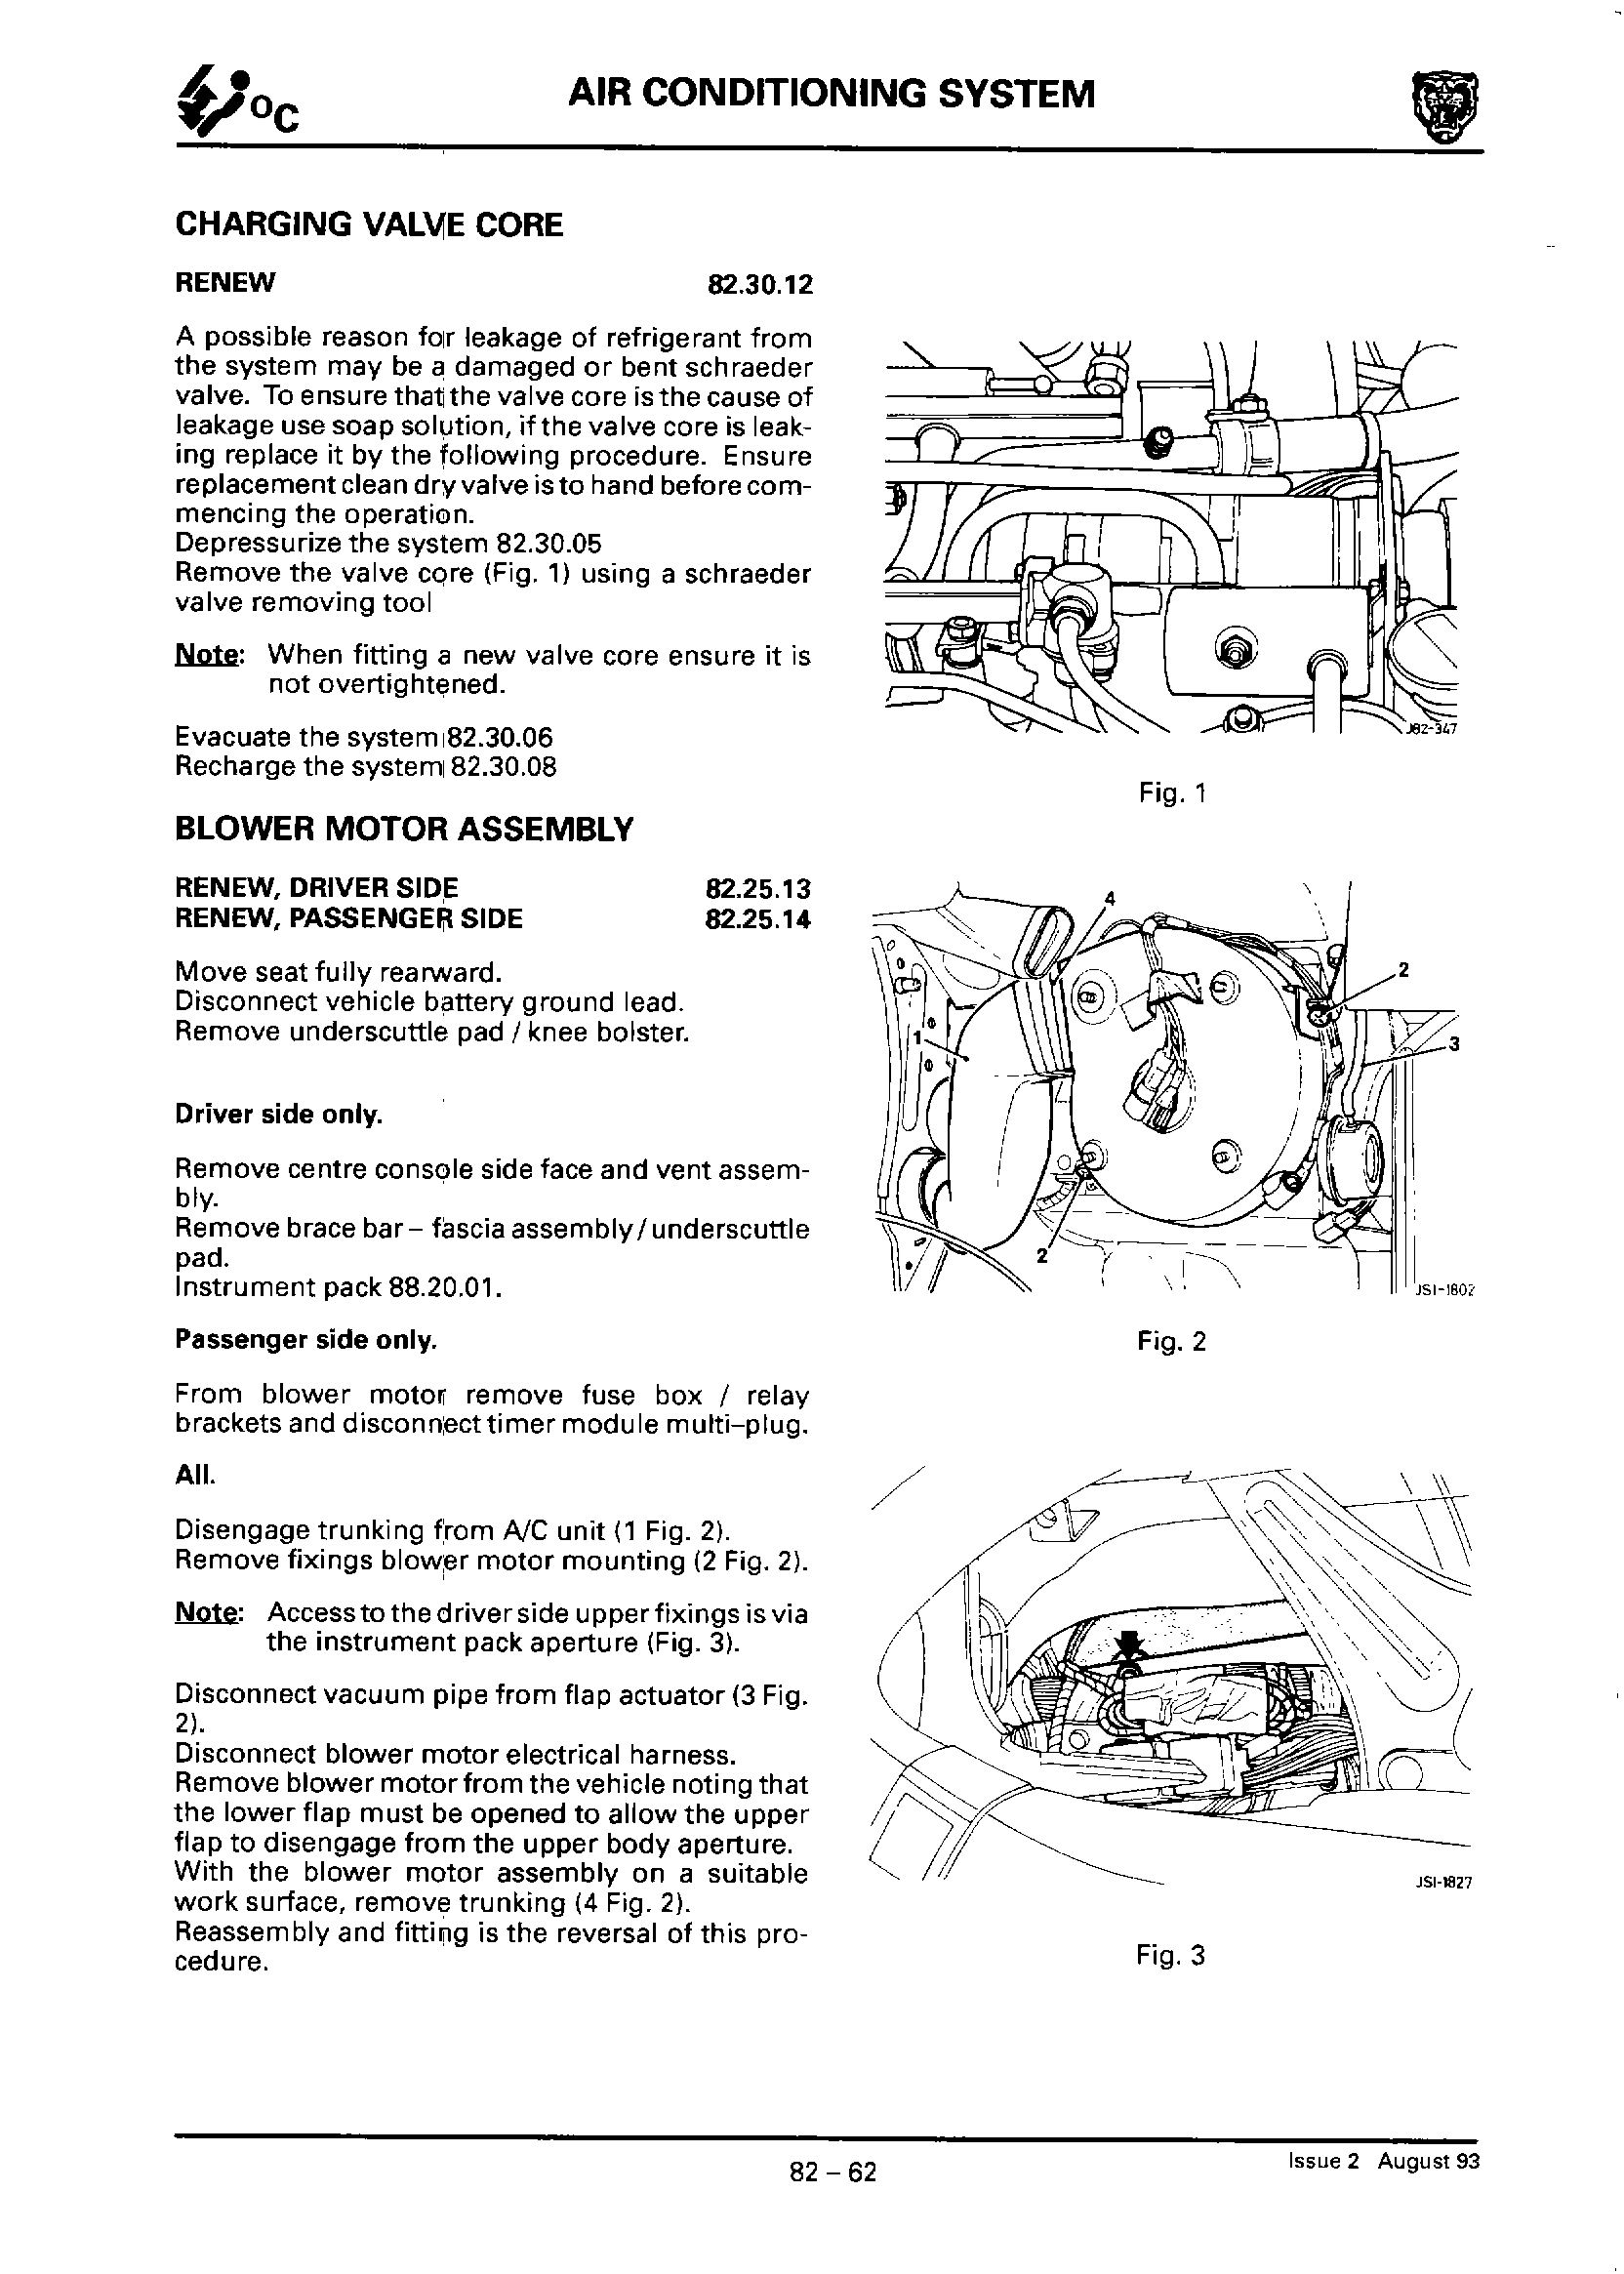 °C
AIR CONDITIONING SYSTEM
CHARGING VALVE CORE
RENEW 82.30.12
A possible reason for leakage of refrigerant from
the system may be a damaged or bent schraeder
valve. To ensure that the valve core is the cause of
leakage use soap solution, if the valve core is leak-
ing replace it by the following procedure. Ensure
replacement clean dry valve is to hand before com-
mencing the operation.
Depressurize the system 82.30.05
Remove the valve core (Fig. 1) using a schraeder
valve removing tool
Note: When fitting a new valve core ensure it is
not overtightened.
Evacuate the system 82.30.06
Recharge the system 82.30.08
BLOWER MOTOR ASSEMBLY
RENEW, DRIVER SIDE 82.25.13
RENEW, PASSENGER SIDE 82.25.14
Move seat fully rearward.
Disconnect vehicle battery ground lead.
Remove underscuttle pad / knee bolster.
Driver side only.
Remove centre console side face and vent assem-
bly.
Remove brace bar – fascia assembly / underscuttle
pad.
Instrument pack 88.20.01.
Passenger side only.
From blower motor remove fuse box / relay
brackets and disconnect timer module multi–plug.
All.
Disengage trunking from A/C unit (1 Fig. 2).
Remove fixings blower motor mounting (2 Fig. 2).
Note: Access to the driver side upper fixings is via
the instrument pack aperture (Fig. 3).
Disconnect vacuum pipe from flap actuator (3 Fig.
2).
Disconnect blower motor electrical harness.
Remove blower motor from the vehicle noting that
the lower flap must be opened to allow the upper
flap to disengage from the upper body aperture.
With the blower motor assembly on a suitable
work surface, remove trunking (4 Fig. 2).
Reassembly and fitting is the reversal of this pro-
cedure.
J82-347
Fig. 1
4
2
1
3
2
JSI-1802
Fig. 2
JSI-1827
Fig. 3
82 – 62
Issue 2 August 93